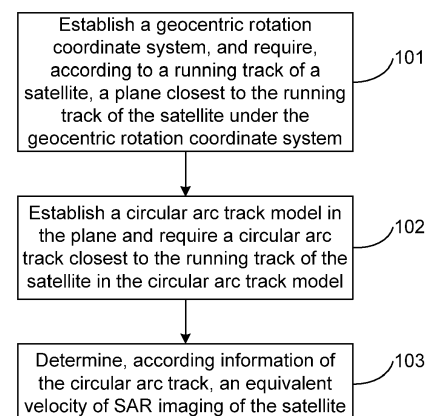 Establish a geocentric rotation
coordinate system, and require,
according to a running track of a
satellite, a plane closest to the running
track of the satellite under the
geocentric rotation coordinate system
101
Establish a circular arc track model in
the plane and require a circular arc
track closest to the running track of the
satellite in the circular arc track model
102
Determine, according information of
the circular arc track, an equivalent
velocity of SAR imaging of the satellite
103